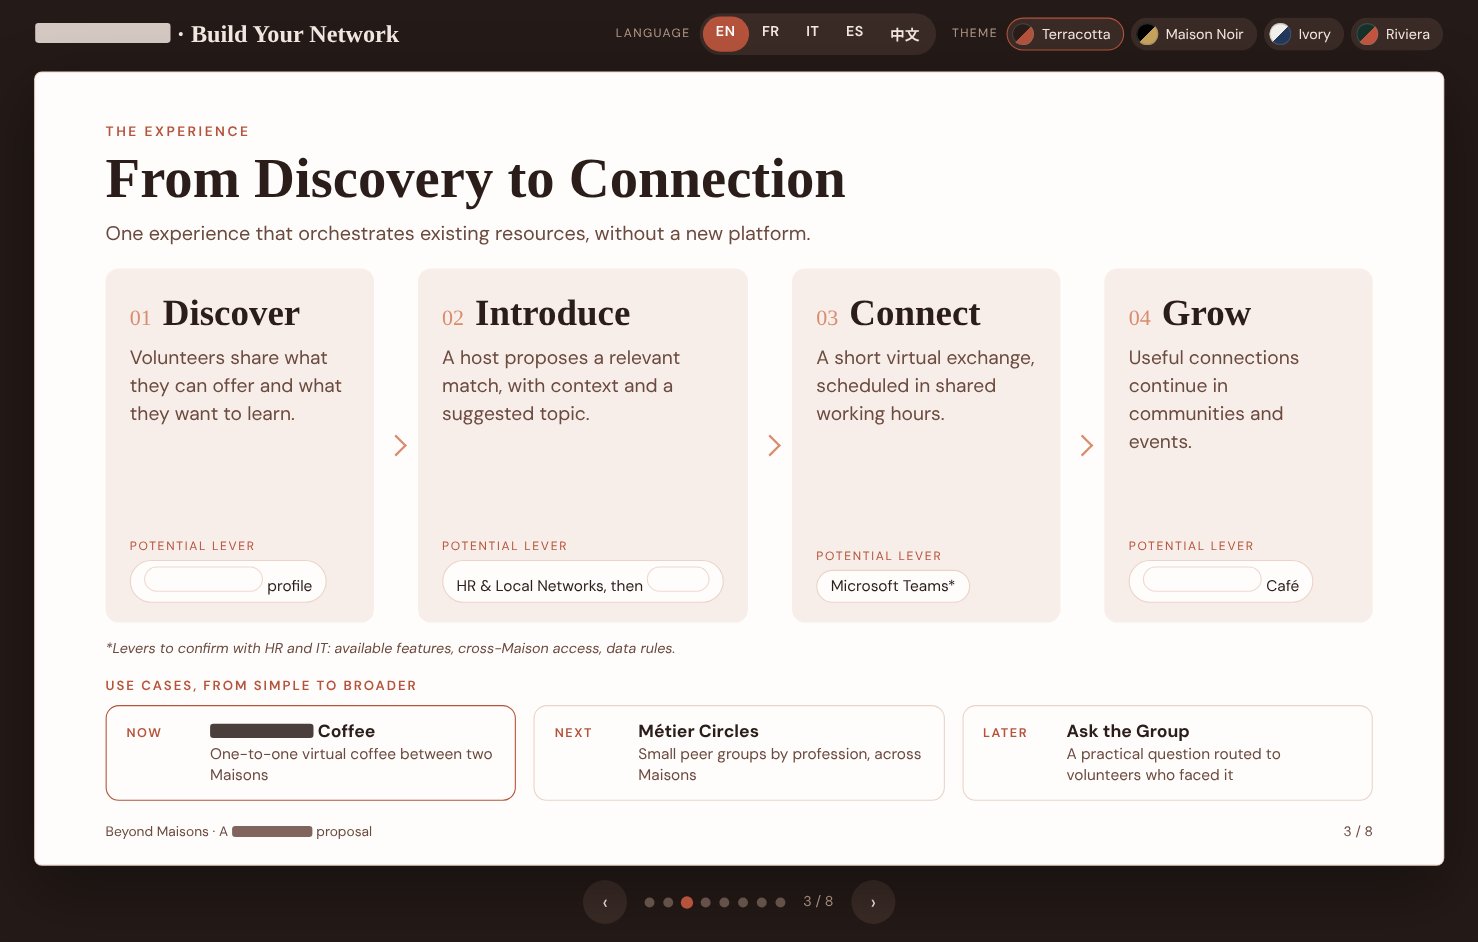 · Build Your Network
LANGUAGE EN FR IT ES 中文 THEME Terracotta Maison Noir Ivory Riviera
THE EXPERIENCE
From Discovery to Connection
One experience that orchestrates existing resources, without a new platform.
01 Discover
Volunteers share what
they can offer and what
they want to learn.
POTENTIAL LEVER
profile
02 Introduce
A host proposes a relevant
match, with context and a
suggested topic.
POTENTIAL LEVER
HR & Local Networks, then
03 Connect
A short virtual exchange,
scheduled in shared
working hours.
POTENTIAL LEVER
Microsoft Teams*
04 Grow
Useful connections
continue in
communities and
events.
POTENTIAL LEVER
Café
*Levers to confirm with HR and IT: available features, cross-Maison access, data rules.
USE CASES, FROM SIMPLE TO BROADER
NOW
Coffee
One-to-one virtual coffee between two
Maisons
NEXT
Métier Circles
Small peer groups by profession, across
Maisons
LATER
Ask the Group
A practical question routed to
volunteers who faced it
Beyond Maisons · A proposal
3 / 8
‹ 3 / 8 ›